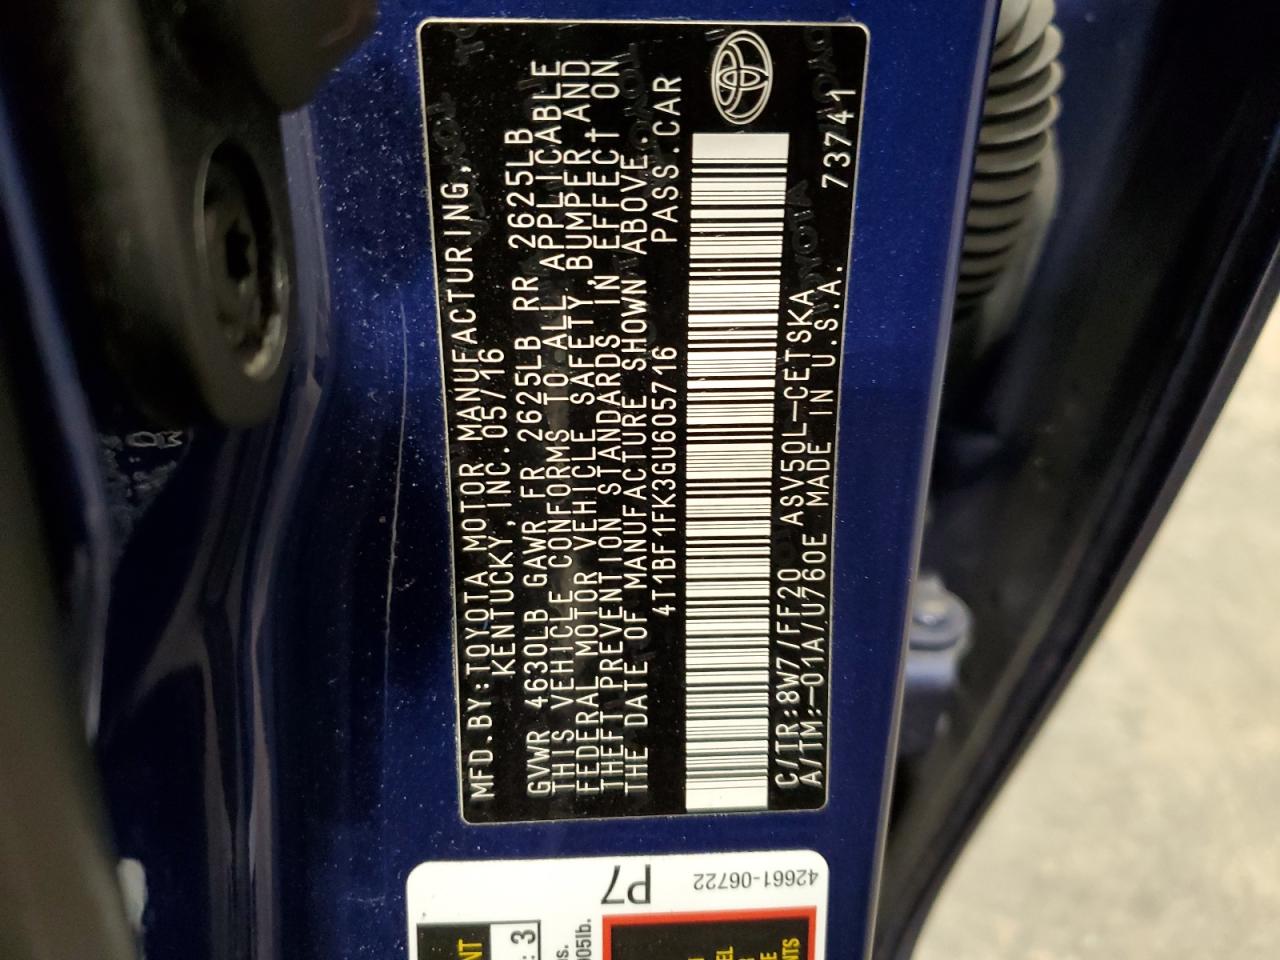 MFD.BY:TOYOTA MOTOR MANUFACTURING,
KENTUCKY, INC.05/16
GVWR 4630LB GAWR FR 2625LB RR 2625LB
THIS VEHICLE CONFORMS TO ALL APPLICABLE
FEDERAL MOTOR VEHICLE SAFETY, BUMPER, AND
THEFT PREVENTION STANDARDS IN EFFECT ON
THE DATE OF MANUFACTURE SHOWN ABOVE.
4T1BF1FK3GU605716 PASS.CAR
C/TR:8W7/FF20 ASV50L-CETSKA 73741
A/TM:-01A/U760E MADE IN U.S.A.
42661-06722
P7
3